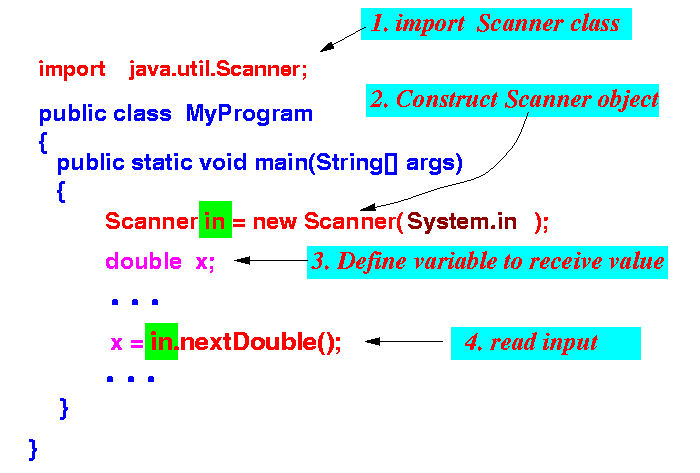 1. import Scanner class
import java.util.Scanner;
2. Construct Scanner object
public class MyProgram
{
public static void main(String[] args)
{
Scanner in = new Scanner( System.in );
double x;
3. Define variable to receive value
. . .
x = in.nextDouble();
4. read input
. . .
}
}